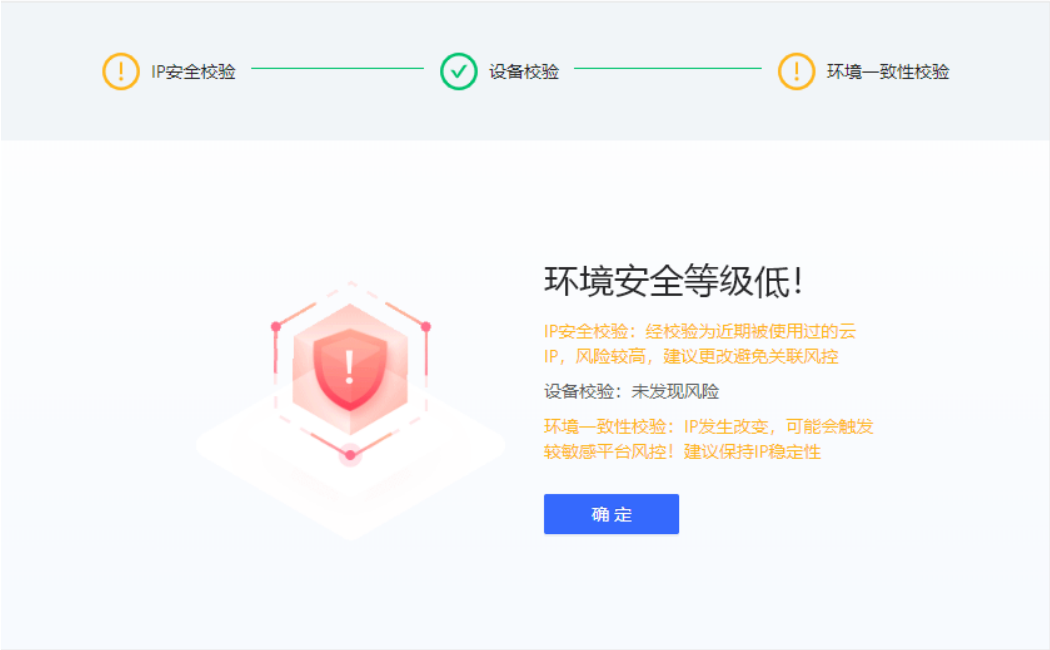 IP安全校验
设备校验
环境一致性校验
环境安全等级低!
IP安全校验：经校验为近期被使用过的云
IP，风险较高，建议更改避免关联风控
设备校验：未发现风险
环境一致性校验：IP发生改变，可能会触发
较敏感平台风控！建议保持IP稳定性
确定